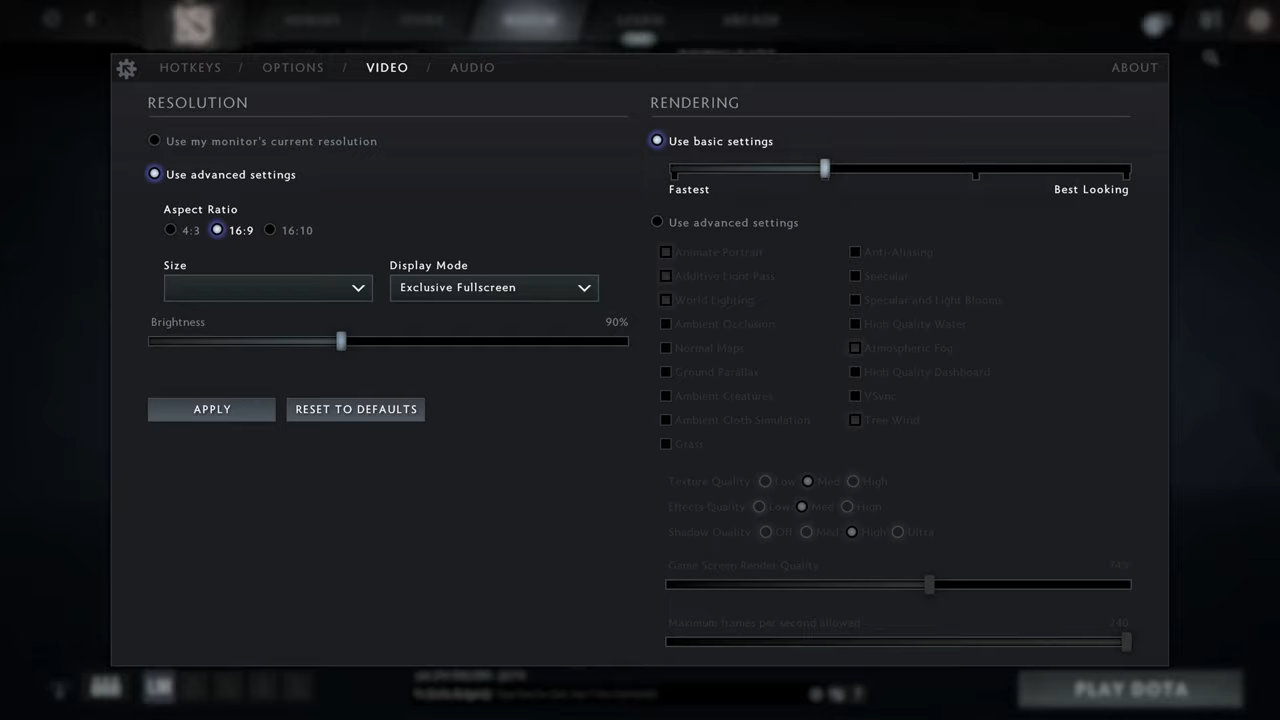 HOTKEYS / OPTIONS / VIDEO / AUDIO
ABOUT
RESOLUTION
Use my monitor's current resolution
Use advanced settings
Aspect Ratio
4:3 16:9 16:10
Size
Display Mode
Exclusive Fullscreen
Brightness
90%
APPLY
RESET TO DEFAULTS
RENDERING
Use basic settings
Fastest
Best Looking
Use advanced settings
Animate Portrait
Anti-Aliasing
Additive Light Pass
Specular
World Lighting
Specular and Light Blooms
Ambient Occlusion
High Quality Water
Normal Maps
Atmospheric Fog
Ground Parallax
High Quality Dashboard
Ambient Creatures
VSync
Ambient Cloth Simulation
Tree Wind
Grass
Texture Quality Low Med High
Effects Quality Low Med High
Shadow Quality Off Med High Ultra
Game Screen Render Quality
Maximum frames per second allowed
PLAY DOTA